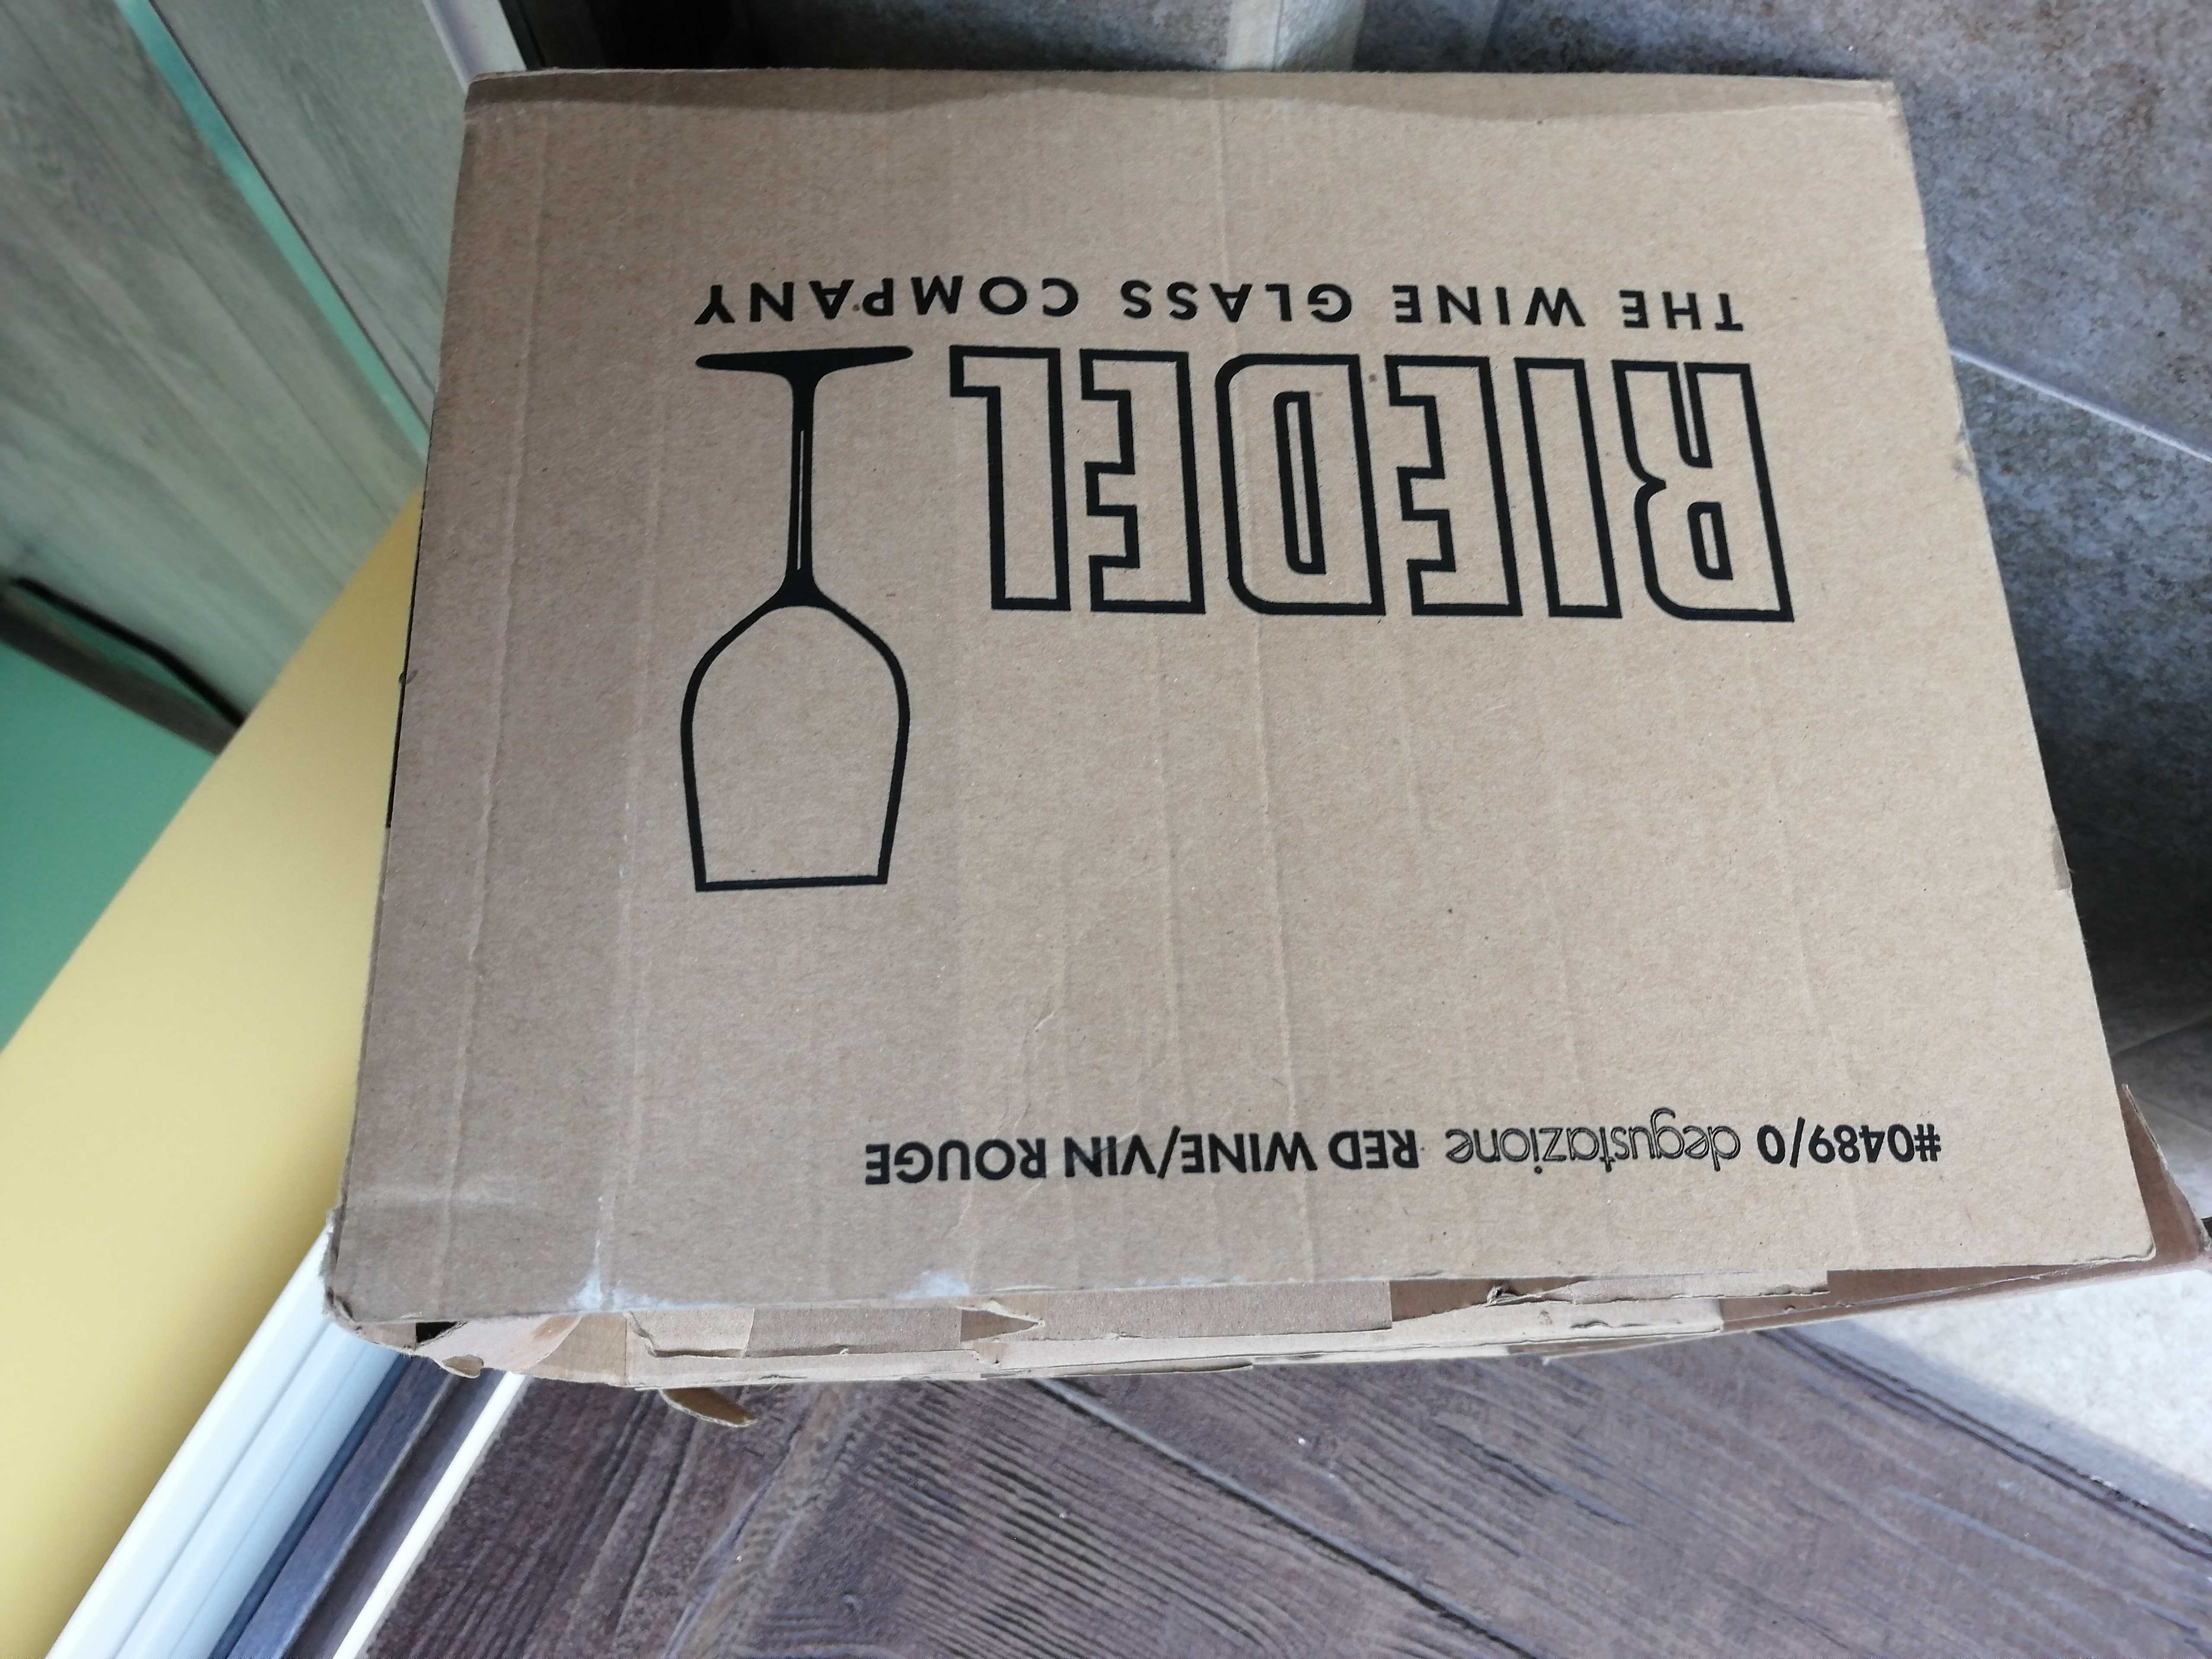 #0489/0 degustazione RED WINE/VIN ROUGE
RIEDEL
THE WINE GLASS COMPANY